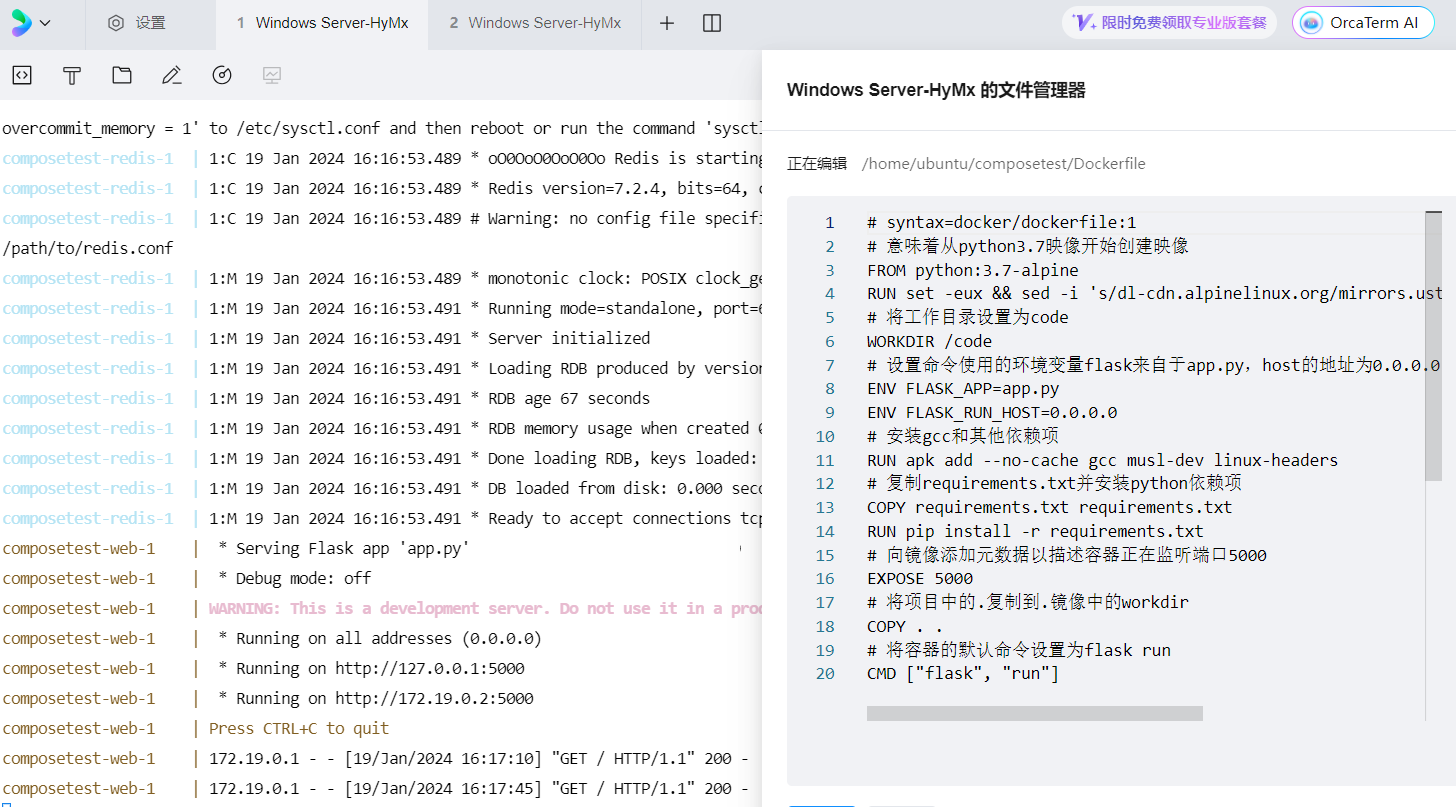 设置
1 Windows Server-HyMx
2 Windows Server-HyMx
限时免费领取专业版套餐
OrcaTerm AI
overcommit_memory = 1' to /etc/sysctl.conf and then reboot or run the command 'sysctl
composetest-redis-1 | 1:C 19 Jan 2024 16:16:53.489 * oO0OoO0OoO0Oo Redis is starting
composetest-redis-1 | 1:C 19 Jan 2024 16:16:53.489 * Redis version=7.2.4, bits=64,
composetest-redis-1 | 1:C 19 Jan 2024 16:16:53.489 # Warning: no config file specifi
/path/to/redis.conf
composetest-redis-1 | 1:M 19 Jan 2024 16:16:53.489 * monotonic clock: POSIX clock_ge
composetest-redis-1 | 1:M 19 Jan 2024 16:16:53.491 * Running mode=standalone, port=6
composetest-redis-1 | 1:M 19 Jan 2024 16:16:53.491 * Server initialized
composetest-redis-1 | 1:M 19 Jan 2024 16:16:53.491 * Loading RDB produced by version
composetest-redis-1 | 1:M 19 Jan 2024 16:16:53.491 * RDB age 67 seconds
composetest-redis-1 | 1:M 19 Jan 2024 16:16:53.491 * RDB memory usage when created 0
composetest-redis-1 | 1:M 19 Jan 2024 16:16:53.491 * Done loading RDB, keys loaded:
composetest-redis-1 | 1:M 19 Jan 2024 16:16:53.491 * DB loaded from disk: 0.000 seco
composetest-redis-1 | 1:M 19 Jan 2024 16:16:53.491 * Ready to accept connections tcp
composetest-web-1 | * Serving Flask app 'app.py'
composetest-web-1 | * Debug mode: off
composetest-web-1 | WARNING: This is a development server. Do not use it in a prod
composetest-web-1 | * Running on all addresses (0.0.0.0)
composetest-web-1 | * Running on http://127.0.0.1:5000
composetest-web-1 | * Running on http://172.19.0.2:5000
composetest-web-1 | Press CTRL+C to quit
composetest-web-1 | 172.19.0.1 - - [19/Jan/2024 16:17:10] "GET / HTTP/1.1" 200 -
composetest-web-1 | 172.19.0.1 - - [19/Jan/2024 16:17:45] "GET / HTTP/1.1" 200 -
Windows Server-HyMx 的文件管理器
正在编辑 /home/ubuntu/composetest/Dockerfile
1 # syntax=docker/dockerfile:1
2 # 意味着从python3.7映像开始创建映像
3 FROM python:3.7-alpine
4 RUN set -eux && sed -i 's/dl-cdn.alpinelinux.org/mirrors.ust
5 # 将工作目录设置为code
6 WORKDIR /code
7 # 设置命令使用的环境变量flask来自于app.py，host的地址为0.0.0.0
8 ENV FLASK_APP=app.py
9 ENV FLASK_RUN_HOST=0.0.0.0
10 # 安装gcc和其他依赖项
11 RUN apk add --no-cache gcc musl-dev linux-headers
12 # 复制requirements.txt并安装python依赖项
13 COPY requirements.txt requirements.txt
14 RUN pip install -r requirements.txt
15 # 向镜像添加元数据以描述容器正在监听端口5000
16 EXPOSE 5000
17 # 将项目中的.复制到.镜像中的workdir
18 COPY . .
19 # 将容器的默认命令设置为flask run
20 CMD ["flask", "run"]